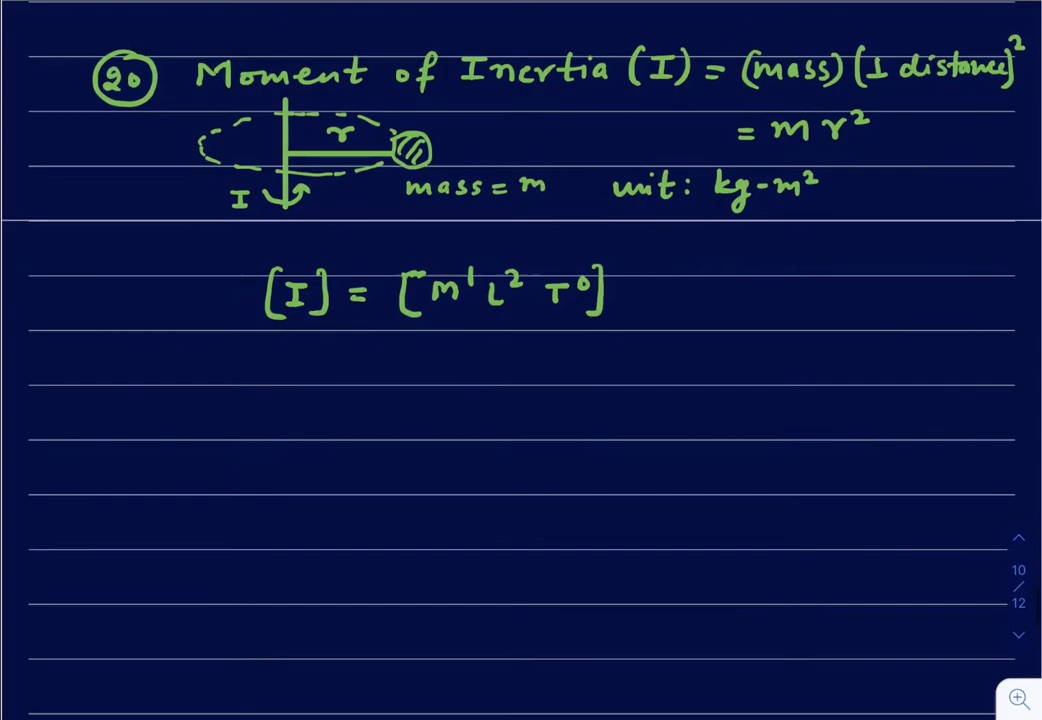 20 Moment of Inertia (I) = (mass) (⊥ distance)²
r
= m r²
I
mass = m
unit: kg-m²
[I] = [M¹ L² T⁰]
10
/
12